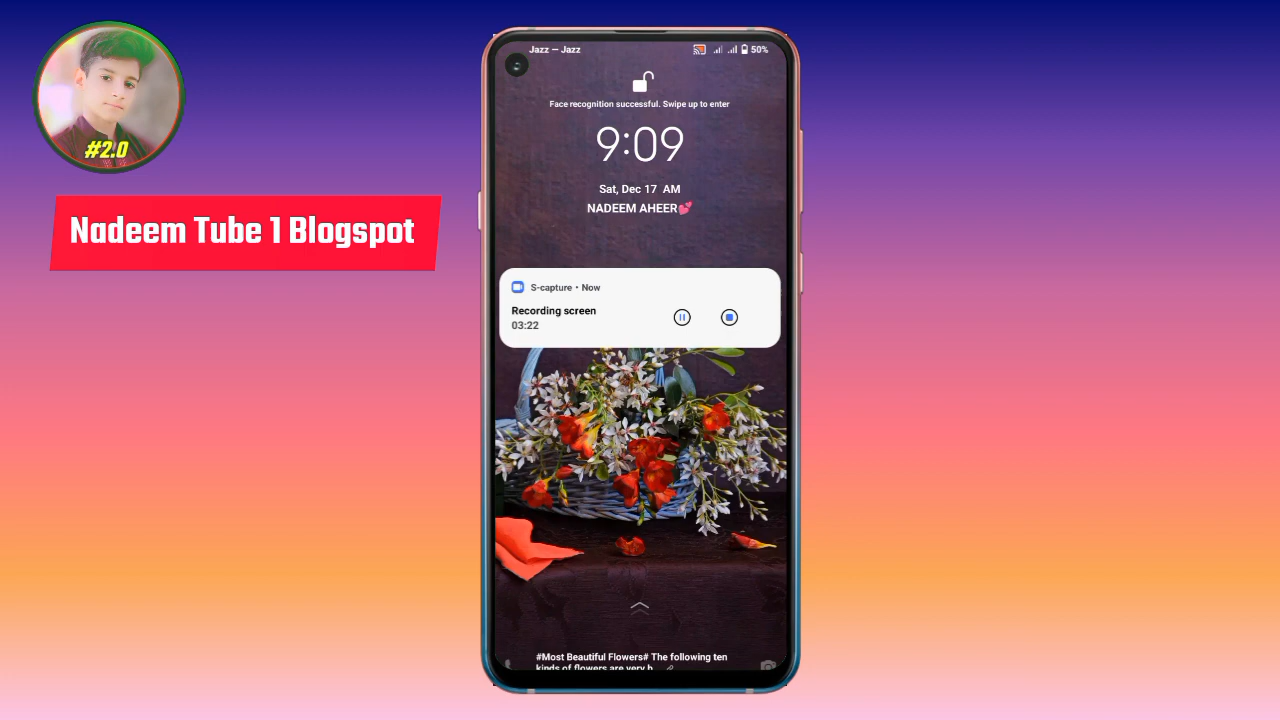 #2.0
Nadeem Tube 1 Blogspot
Jazz — Jazz
50%
Face recognition successful. Swipe up to enter
9:09
Sat, Dec 17 AM
NADEEM AHEER💕
S-capture • Now
Recording screen
03:22
#Most Beautiful Flowers# The following ten
kinds of flowers are very b